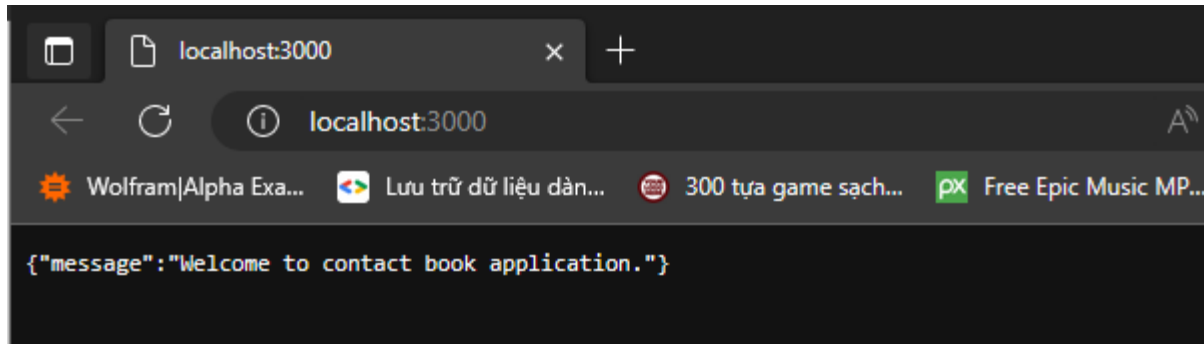 localhost:3000
localhost:3000
Wolfram|Alpha Exa... Lưu trữ dữ liệu dàn... 300 tựa game sạch... px Free Epic Music MP...
{"message":"Welcome to contact book application."}